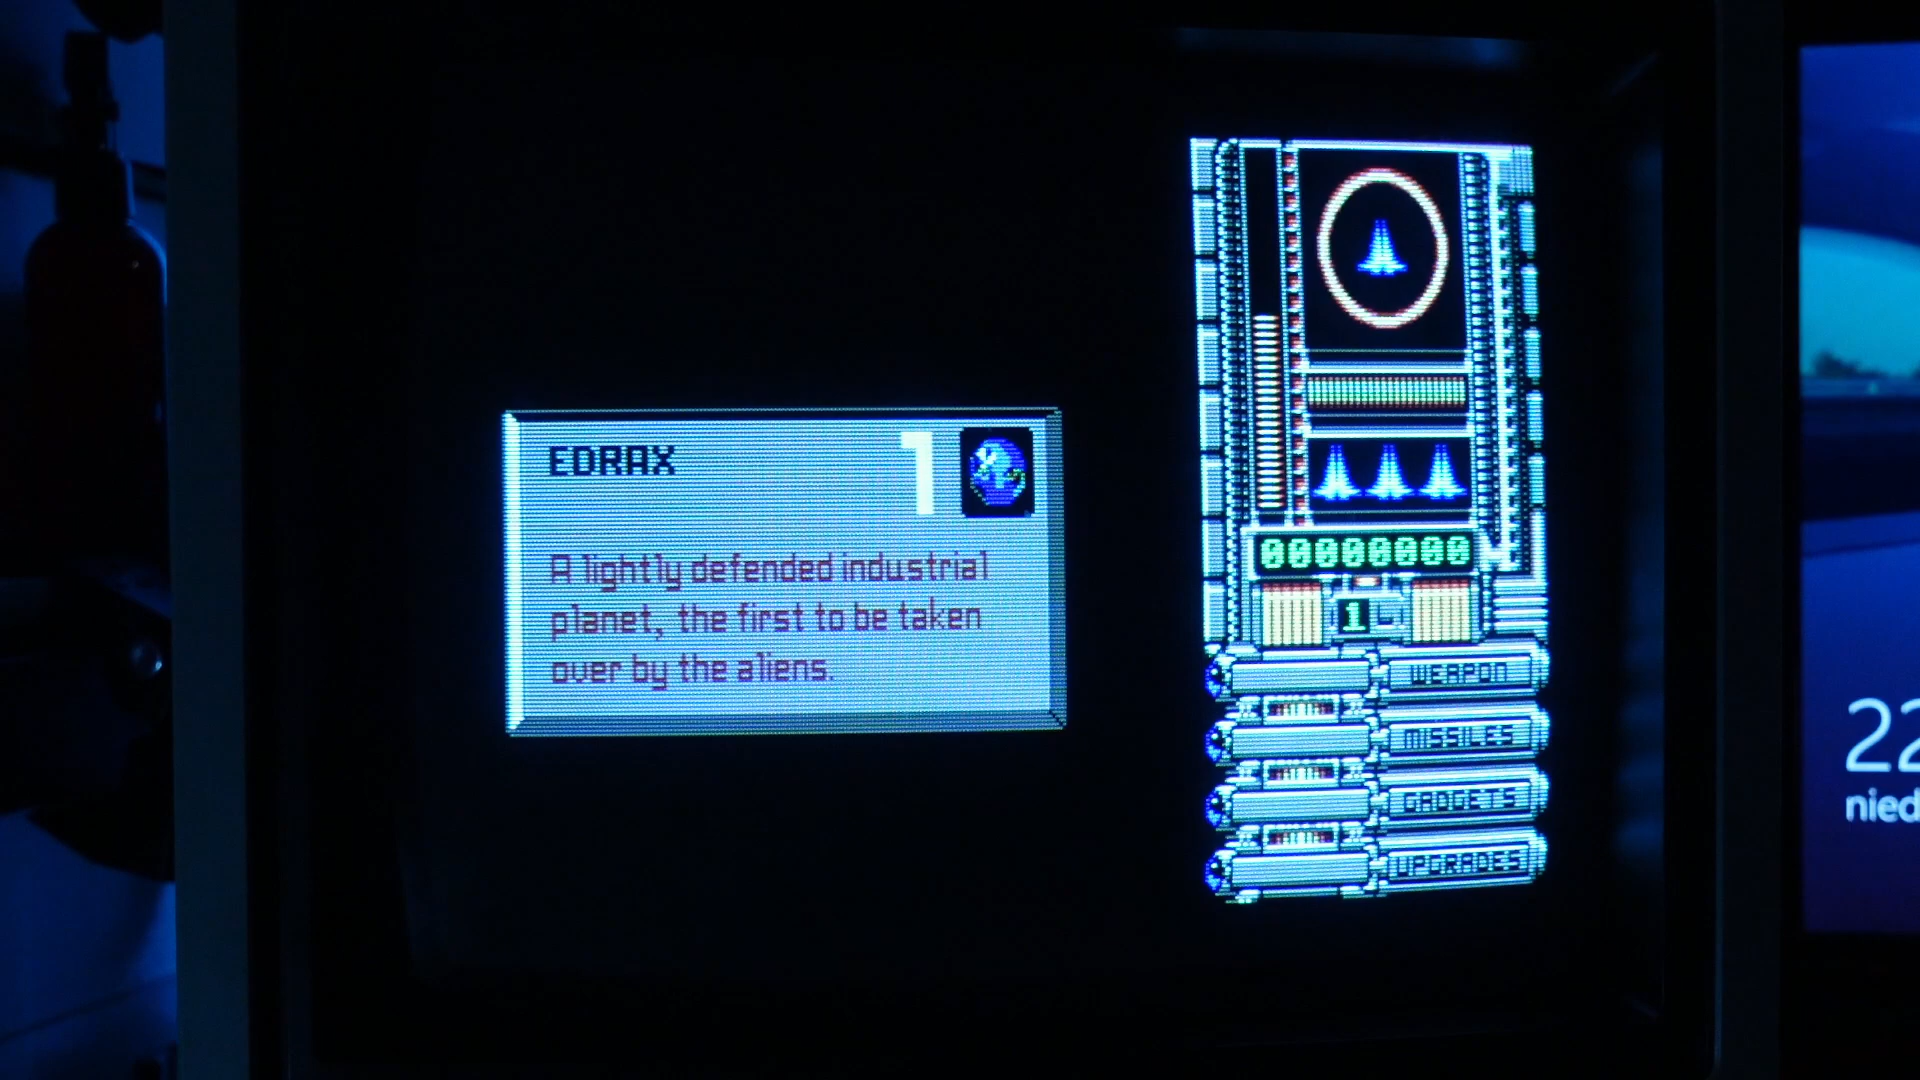 EDRAX 1
A lightly defended industrial
planet, the first to be taken
over by the aliens.
00000000
1
WEAPON
MISSILES
GADGETS
UPGRADES
22
nied